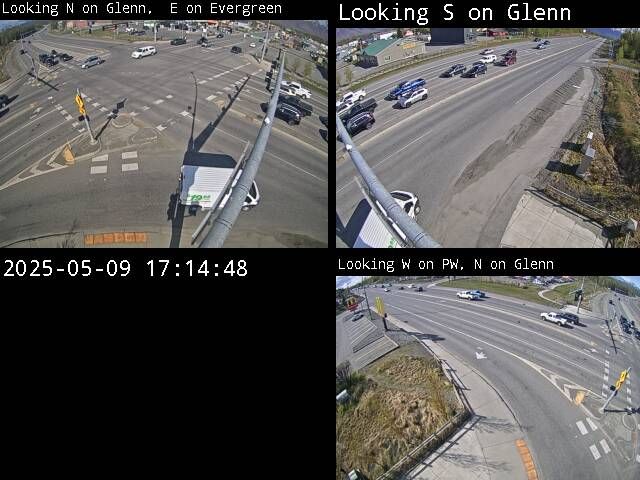 Looking N on Glenn,  E on Evergreen
Looking S on Glenn
2025-05-09 17:14:48
Looking W on PW, N on Glenn